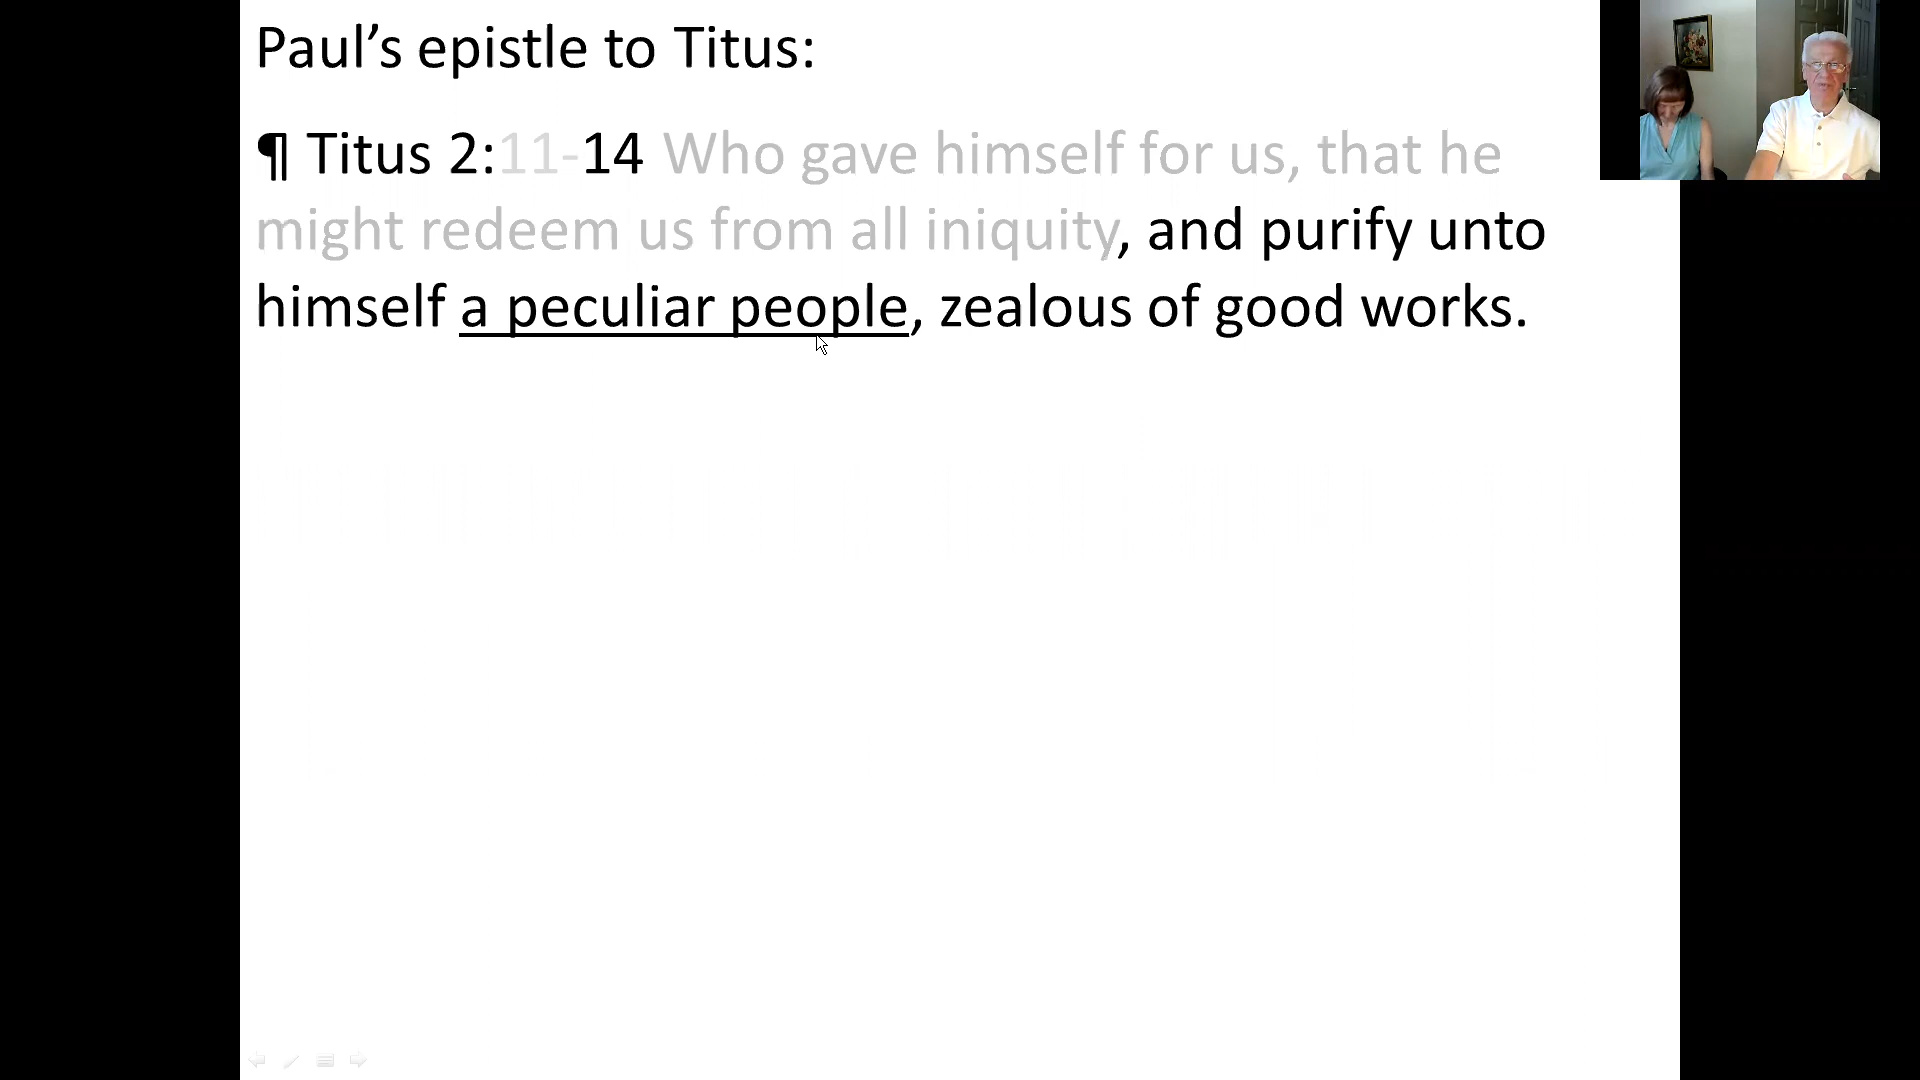 Paul’s epistle to Titus:
¶ Titus 2:11-14 Who gave himself for us, that he
might redeem us from all iniquity, and purify unto
himself a peculiar people, zealous of good works.